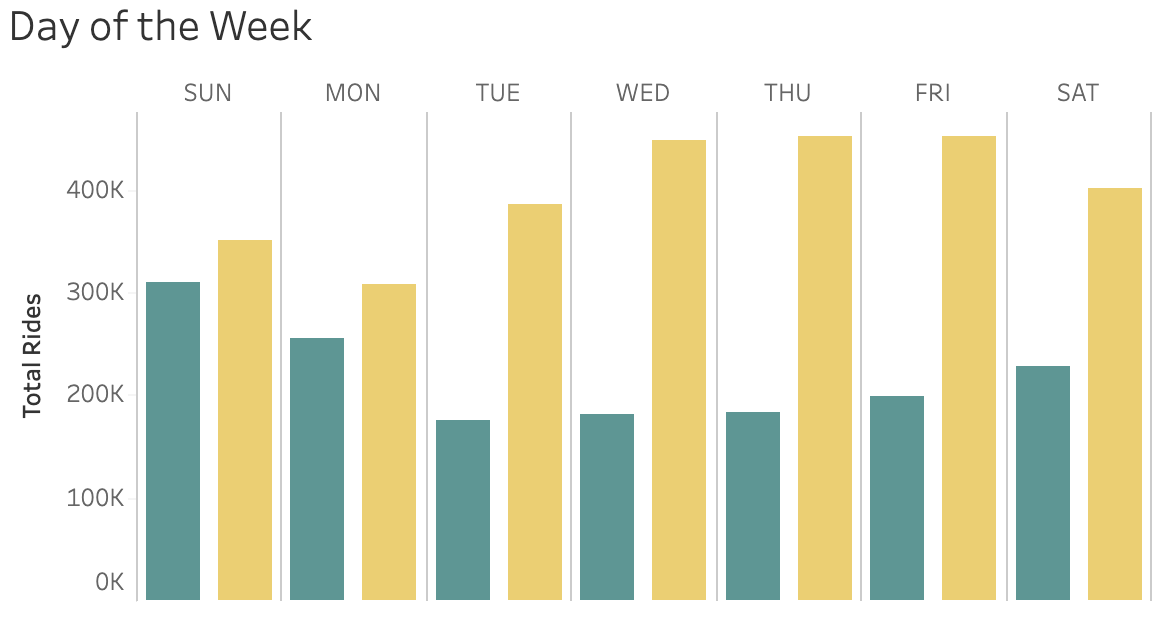 Day of the Week
SUN MON TUE WED THU FRI SAT
400K
300K
200K
100K
0K
Total Rides